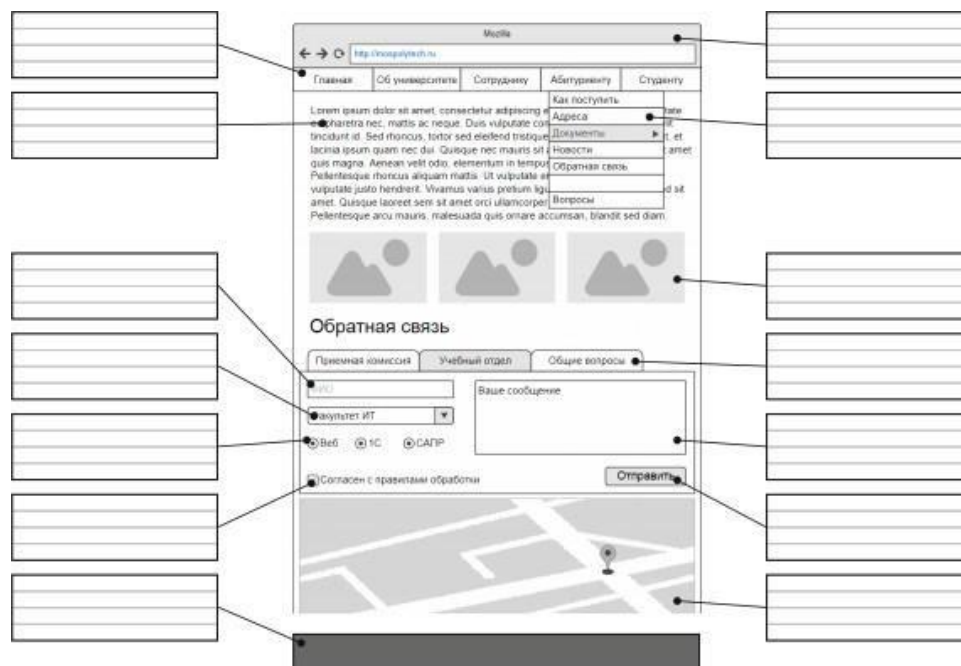 Mozilla
http://mospolytech.ru
Главная Об университете Сотруднику Абитуриенту Студенту
Как поступить
Адреса
Документы
Новости
Обратная связь
Вопросы
Lorem ipsum dolor sit amet, consectetur adipiscing
pharetra nec, mattis ac neque. Duis vulputate
tincidunt id. Sed rhoncus, tortor sed eleifend tristique et
lacinia ipsum quam nec dui. Quisque nec mauris sit amet
quis magna. Aenean velit odio, elementum in
Pellentesque rhoncus aliquam mattis. Ut vulputate
vulputate justo hendrerit. Vivamus varius pretium sit
amet. Quisque laoreet sem sit amet orci
Pellentesque arcu mauris, malesuada quis ornare accumsan, blandit sed diam.
Обратная связь
Приемная комиссия Учебный отдел Общие вопросы
ФИО Ваше сообщение
Факультет ИТ
Веб 1С САПР
Согласен с правилами обработки Отправить